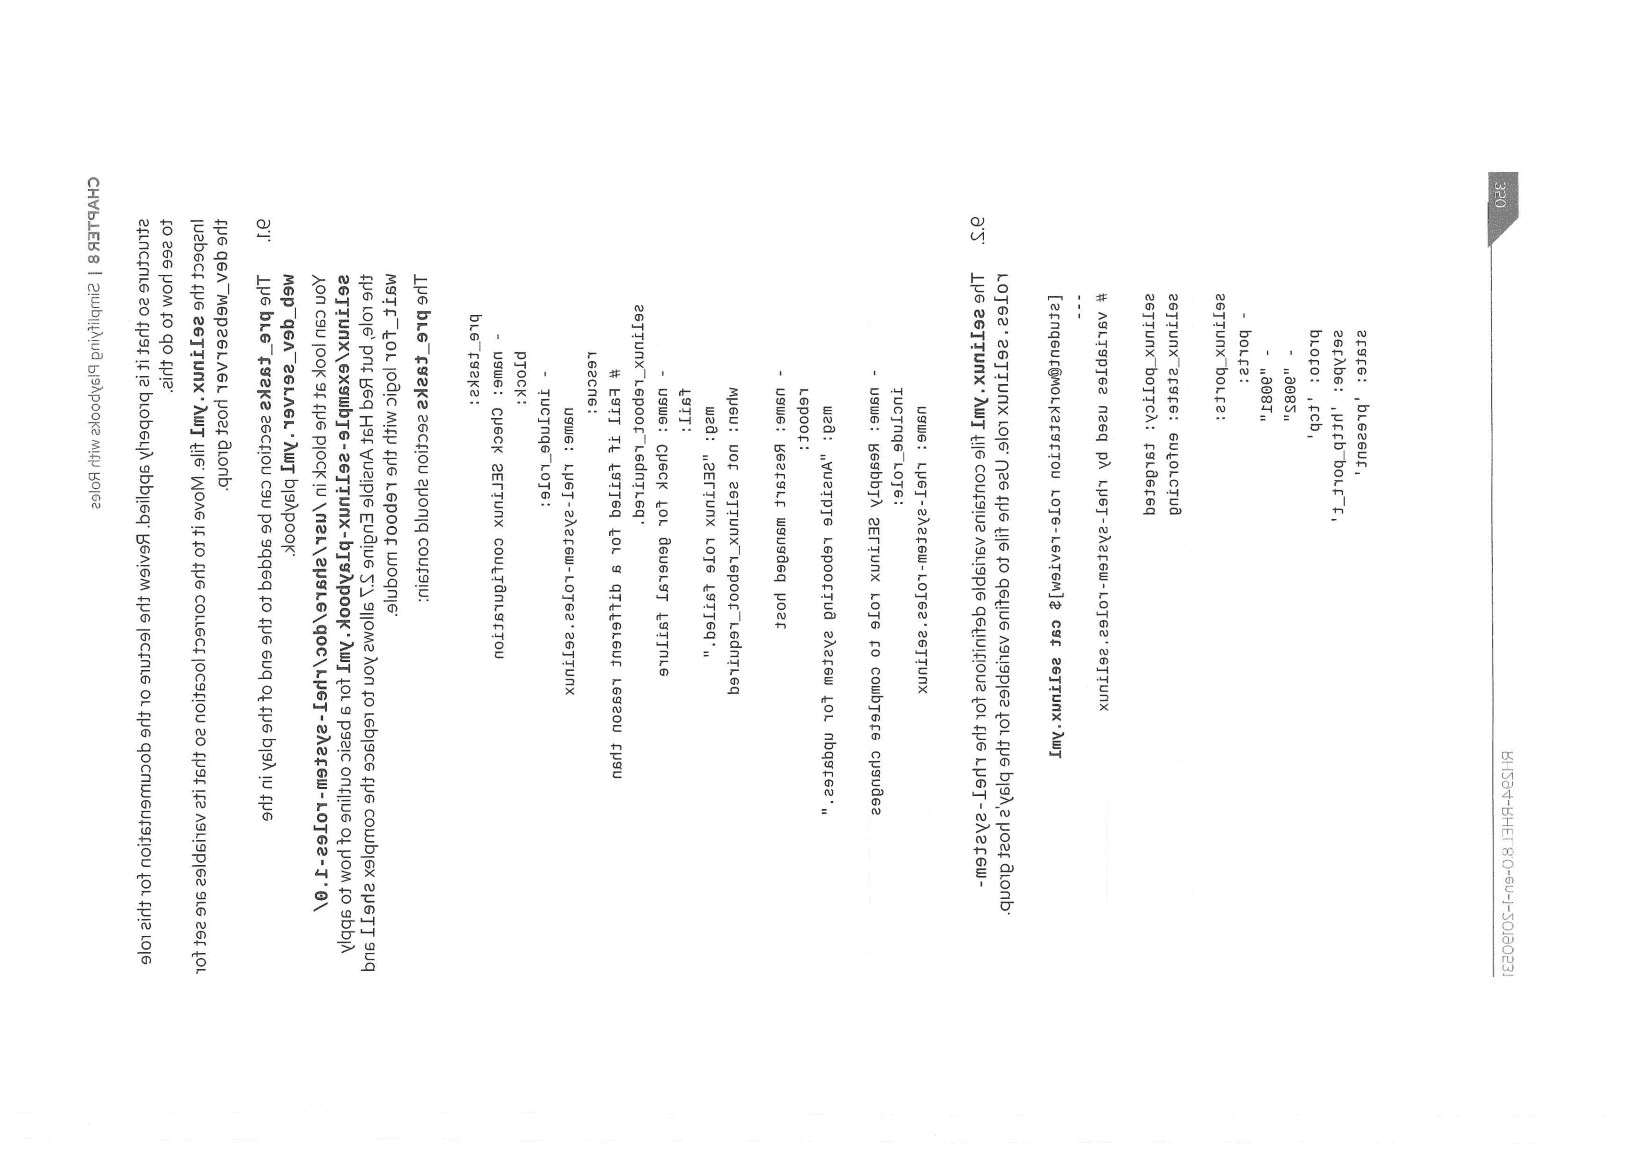 CHAPTER 8 | Simplifying Playbooks with Roles
structure so that it is properly applied. Review the lecture or the documentation for this role
to see how to do this.
Inspect the selinux.yml file. Move it to the correct location so that its variables are set for
the dev_webserver host group.
9.1. The pre_tasks section can be added to the end of the play in the
web_dev_server.yml playbook.
You can look at the block in /usr/share/doc/rhel-system-roles-1.0/
selinux/example-selinux-playbook.yml for a basic outline of how to apply
the role, but Red Hat Ansible Engine 2.7 allows you to replace the complex shell and
wait_for logic with the reboot module.
The pre_tasks section should contain:
pre_tasks:
- name: Check SELinux configuration
block:
- include_role:
name: rhel-system-roles.selinux
rescue:
# Fail if failed for a different reason than
selinux_reboot_required.
- name: Check for general failure
fail:
msg: "SELinux role failed."
when: not selinux_reboot_required
- name: Restart managed host
reboot:
msg: "Ansible rebooting system for updates."
- name: Reapply SELinux role to complete changes
include_role:
name: rhel-system-roles.selinux
9.2. The selinux.yml file contains variable definitions for the rhel-system-
roles.selinux role. Use the file to define variables for the play's host group.
[student@workstation role-review]$ cat selinux.yml
---
# variables used by rhel-system-roles.selinux
selinux_policy: targeted
selinux_state: enforcing
selinux_ports:
- ports:
- "9081"
- "9082"
proto: 'tcp'
setype: 'http_port_t'
state: 'present'
320
RH294-RHEL8.0-en-1-20190531